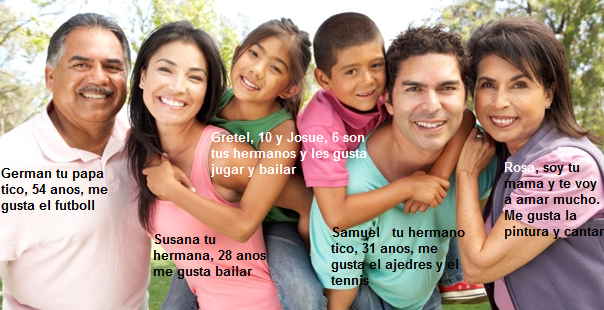 German tu papa
tico, 54 anos, me
gusta el futboll
Susana tu
hermana, 28 anos
me gusta bailar
Gretel, 10 y Josue, 6 son
tus hermanos y les gusta
jugar y bailar
Samuel tu hermano
tico, 31 anos, me
gusta el ajedres y el
tennis
Rosa, soy tu
mama y te voy
a amar mucho.
Me gusta la
pintura y cantar